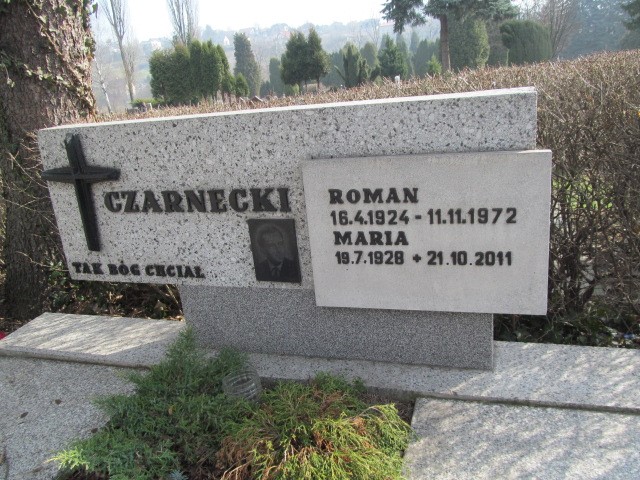 CZARNECKI
TAK BÓG CHCIAŁ
ROMAN
16.4.1924 - 11.11.1972
MARIA
19.7.1928 + 21.10.2011